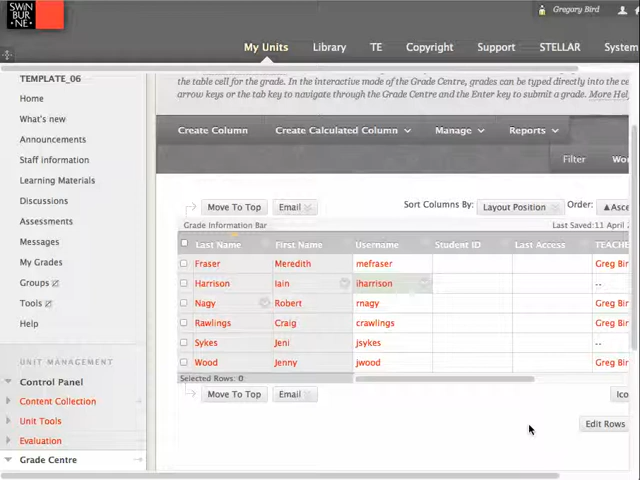 SWIN
BUR
NE
Gregory Bird
My Units
Library
TE
Copyright
Support
STELLAR
System
TEMPLATE_06
Home
What's new
Announcements
Staff information
Learning Materials
Discussions
Assessments
Messages
My Grades
Groups
Tools
Help
UNIT MANAGEMENT
Control Panel
Content Collection
Unit Tools
Evaluation
Grade Centre
the table cell for the grade. In the interactive mode of the Grade Centre, grades can be typed directly into the ce
arrow keys or the tab key to navigate through the Grade Centre and the Enter key to submit a grade. More Help
Create Column
Create Calculated Column
Manage
Reports
Filter
Wo
Move To Top
Email
Sort Columns By:
Layout Position
Order:
Asce
Grade Information Bar
Last Saved:11 April 2
Last Name First Name Username Student ID Last Access TEACHE
Fraser Meredith mefraser Greg Bir
Harrison Iain iharrison --
Nagy Robert rnagy Greg Bir
Rawlings Craig crawlings Greg Bir
Sykes Jeni jsykes --
Wood Jenny jwood Greg Bir
Selected Rows: 0
Move To Top
Email
Ico
Edit Rows